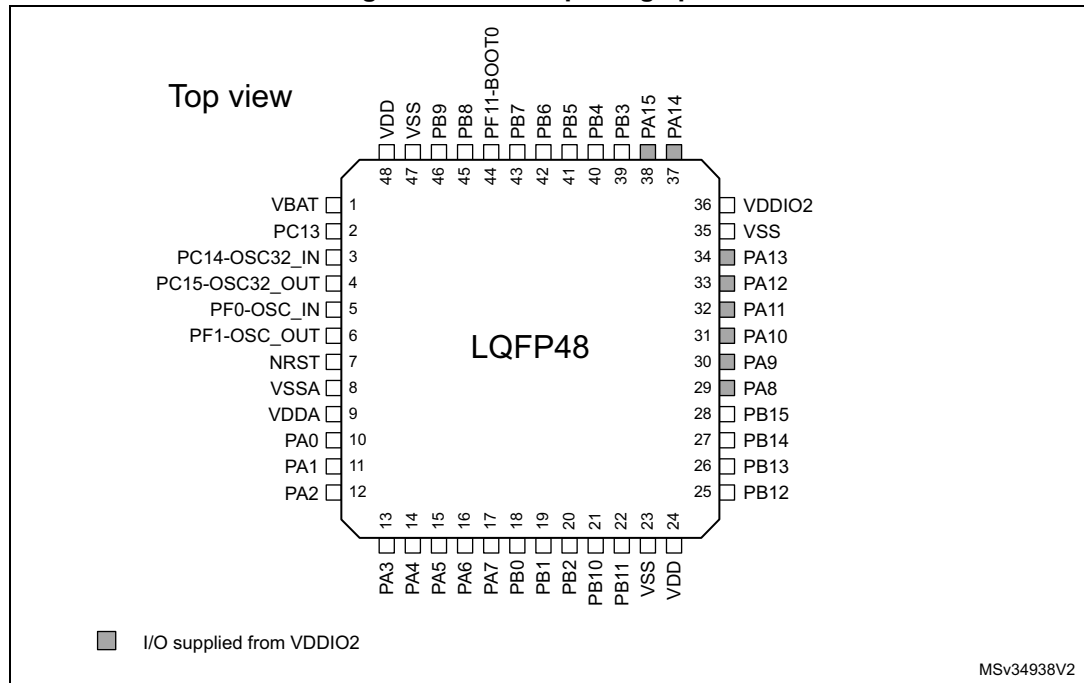 Top view
48 VDD
47 VSS
46 PB9
45 PB8
44 PF11-BOOT0
43 PB7
42 PB6
41 PB5
40 PB4
39 PB3
38 PA15
37 PA14
VBAT 1
PC13 2
PC14-OSC32_IN 3
PC15-OSC32_OUT 4
PF0-OSC_IN 5
PF1-OSC_OUT 6
NRST 7
VSSA 8
VDDA 9
PA0 10
PA1 11
PA2 12
LQFP48
36 VDDIO2
35 VSS
34 PA13
33 PA12
32 PA11
31 PA10
30 PA9
29 PA8
28 PB15
27 PB14
26 PB13
25 PB12
PA3 13
PA4 14
PA5 15
PA6 16
PA7 17
PB0 18
PB1 19
PB2 20
PB10 21
PB11 22
VSS 23
VDD 24
I/O supplied from VDDIO2
MSv34938V2